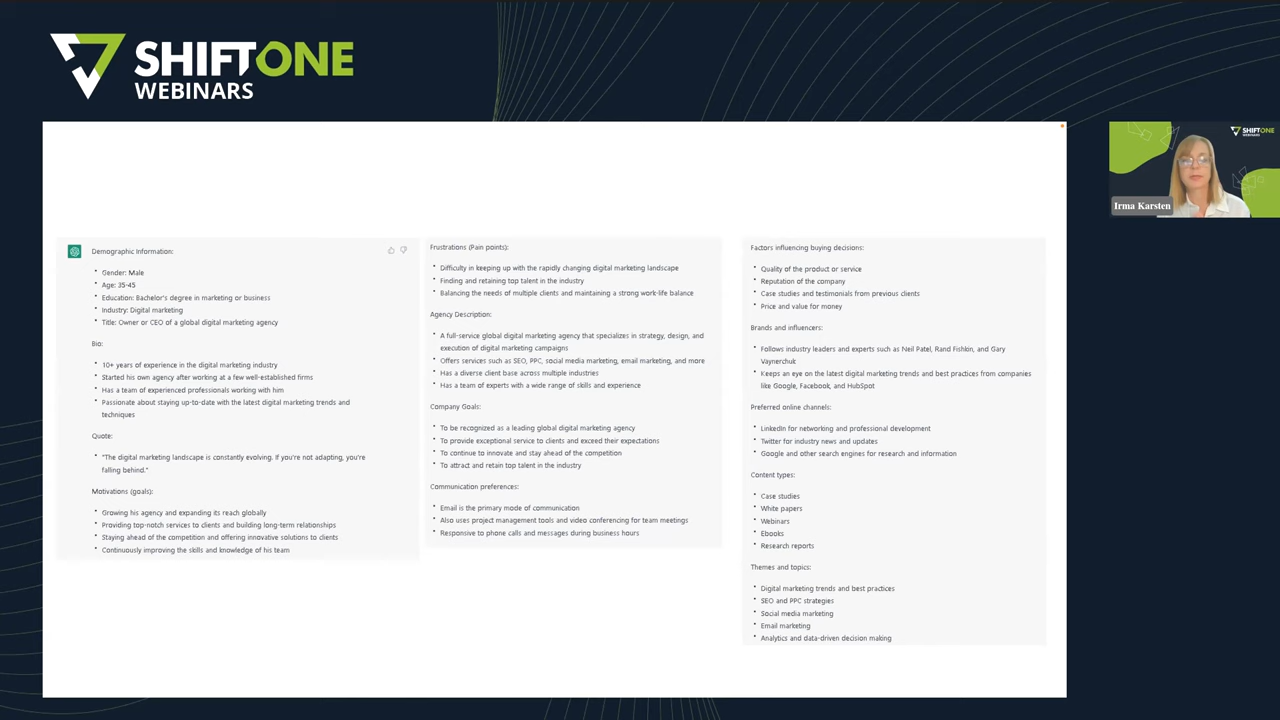 SHIFTONE
WEBINARS
SHIFTONE
WEBINARS
Irma Karsten
Demographic Information:
• Gender: Male
• Age: 35-45
• Education: Bachelor's degree in marketing or business
• Industry: Digital marketing
• Title: Owner or CEO of a global digital marketing agency
Bio:
• 10+ years of experience in the digital marketing industry
• Started his own agency after working at a few well-established firms
• Has a team of experienced professionals working with him
• Passionate about staying up-to-date with the latest digital marketing trends and
techniques
Quote:
• "The digital marketing landscape is constantly evolving. If you're not adapting, you're
falling behind."
Motivations (goals):
• Growing his agency and expanding its reach globally
• Providing top-notch services to clients and building long-term relationships
• Staying ahead of the competition and offering innovative solutions to clients
• Continuously improving the skills and knowledge of his team
Frustrations (Pain points):
• Difficulty in keeping up with the rapidly changing digital marketing landscape
• Finding and retaining top talent in the industry
• Balancing the needs of multiple clients and maintaining a strong work-life balance
Agency Description:
• A full-service global digital marketing agency that specializes in strategy, design, and
execution of digital marketing campaigns
• Offers services such as SEO, PPC, social media marketing, email marketing, and more
• Has a diverse client base across multiple industries
• Has a team of experts with a wide range of skills and experience
Company Goals:
• To be recognized as a leading global digital marketing agency
• To provide exceptional service to clients and exceed their expectations
• To continue to innovate and stay ahead of the competition
• To attract and retain top talent in the industry
Communication preferences:
• Email is the primary mode of communication
• Also uses project management tools and video conferencing for team meetings
• Responsive to phone calls and messages during business hours
Factors influencing buying decisions:
• Quality of the product or service
• Reputation of the company
• Case studies and testimonials from previous clients
• Price and value for money
Brands and influencers:
• Follows industry leaders and experts such as Neil Patel, Rand Fishkin, and Gary
Vaynerchuk
• Keeps an eye on the latest digital marketing trends and best practices from companies
like Google, Facebook, and HubSpot
Preferred online channels:
• LinkedIn for networking and professional development
• Twitter for industry news and updates
• Google and other search engines for research and information
Content types:
• Case studies
• White papers
• Webinars
• Ebooks
• Research reports
Themes and topics:
• Digital marketing trends and best practices
• SEO and PPC strategies
• Social media marketing
• Email marketing
• Analytics and data-driven decision making